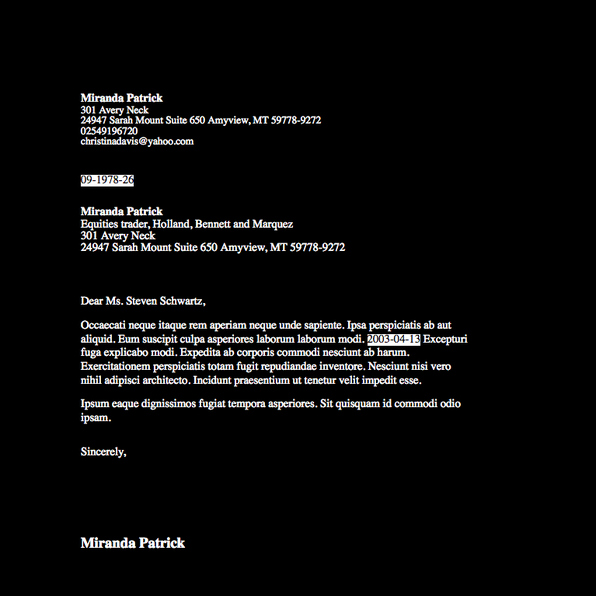 Miranda Patrick
301 Avery Neck
24947 Sarah Mount Suite 650 Amyview, MT 59778-9272
02549196720
christinadavis@yahoo.com
09-1978-26
Miranda Patrick
Equities trader, Holland, Bennett and Marquez
301 Avery Neck
24947 Sarah Mount Suite 650 Amyview, MT 59778-9272
Dear Ms. Steven Schwartz,
Occaecati neque itaque rem aperiam neque unde sapiente. Ipsa perspiciatis ab aut
aliquid. Eum suscipit culpa asperiores laborum laborum modi. 2003-04-13 Excepturi
fuga explicabo modi. Expedita ab corporis commodi nesciunt ab harum.
Exercitationem perspiciatis totam fugit repudiandae inventore. Nesciunt nisi vero
nihil adipisci architecto. Incidunt praesentium ut tenetur velit impedit esse.
Ipsum eaque dignissimos fugiat tempora asperiores. Sit quisquam id commodi odio
ipsam.
Sincerely,
Miranda Patrick